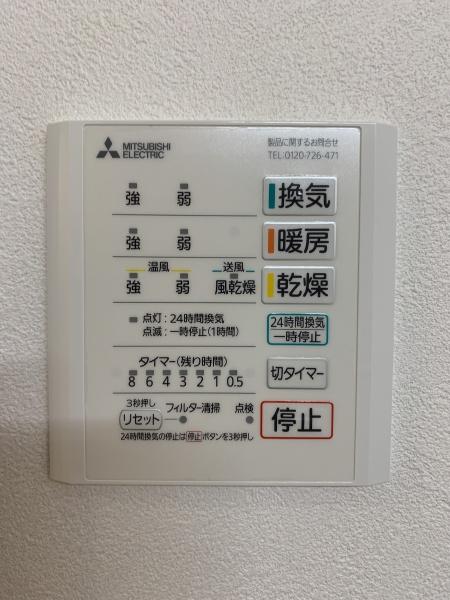 MITSUBISHI
ELECTRIC
製品に関するお問合せ
TEL:0120-726-471
強 弱 換気
強 弱 暖房
温風 送風
強 弱 風乾燥 乾燥
点灯:24時間換気
点滅:一時停止(1時間)
24時間換気
一時停止
タイマー(残り時間)
8 6 4 3 2 1 0.5
切タイマー
3秒押し
リセット フィルター清掃 点検
停止
24時間換気の停止は停止ボタンを3秒押し